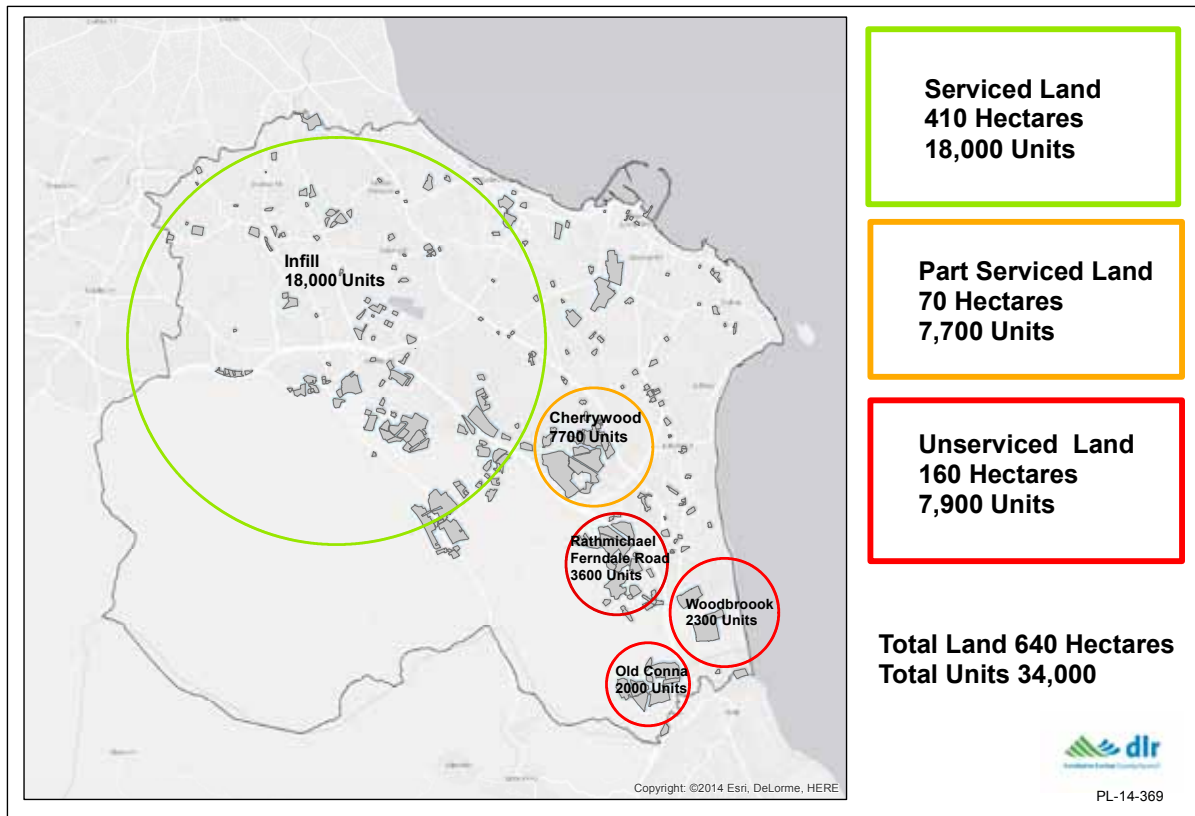 Infill
18,000 Units
Cherrywood
7700 Units
Rathmichael
Ferndale Road
3600 Units
Woodbroook
2300 Units
Old Conna
2000 Units
Copyright: ©2014 Esri, DeLorme, HERE
Serviced Land
410 Hectares
18,000 Units
Part Serviced Land
70 Hectares
7,700 Units
Unserviced Land
160 Hectares
7,900 Units
Total Land 640 Hectares
Total Units 34,000
dlr
PL-14-369